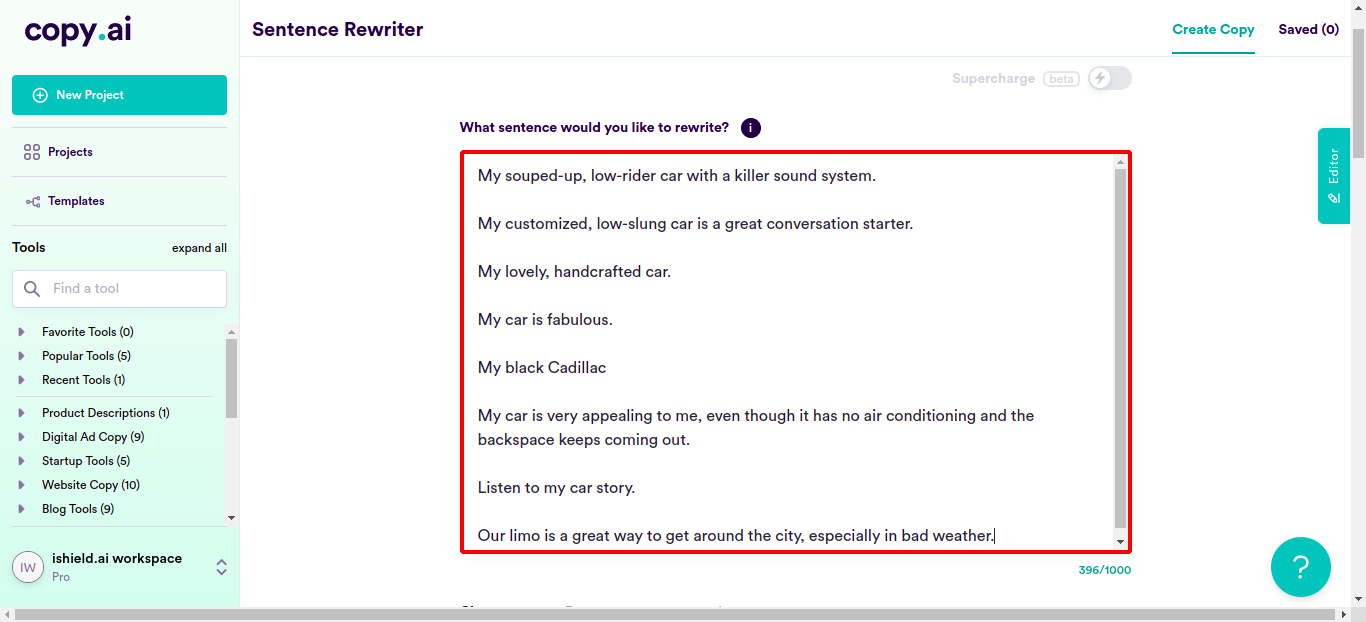 copy.ai
Sentence Rewriter
Create Copy
Saved (0)
New Project
Supercharge beta
What sentence would you like to rewrite? i
Projects
Templates
Tools
expand all
Find a tool
Favorite Tools (0)
Popular Tools (5)
Recent Tools (1)
Product Descriptions (1)
Digital Ad Copy (9)
Startup Tools (5)
Website Copy (10)
Blog Tools (9)
IW
ishield.ai workspace
Pro
My souped-up, low-rider car with a killer sound system.
My customized, low-slung car is a great conversation starter.
My lovely, handcrafted car.
My car is fabulous.
My black Cadillac
My car is very appealing to me, even though it has no air conditioning and the
backspace keeps coming out.
Listen to my car story.
Our limo is a great way to get around the city, especially in bad weather.
396/1000
Editor
?